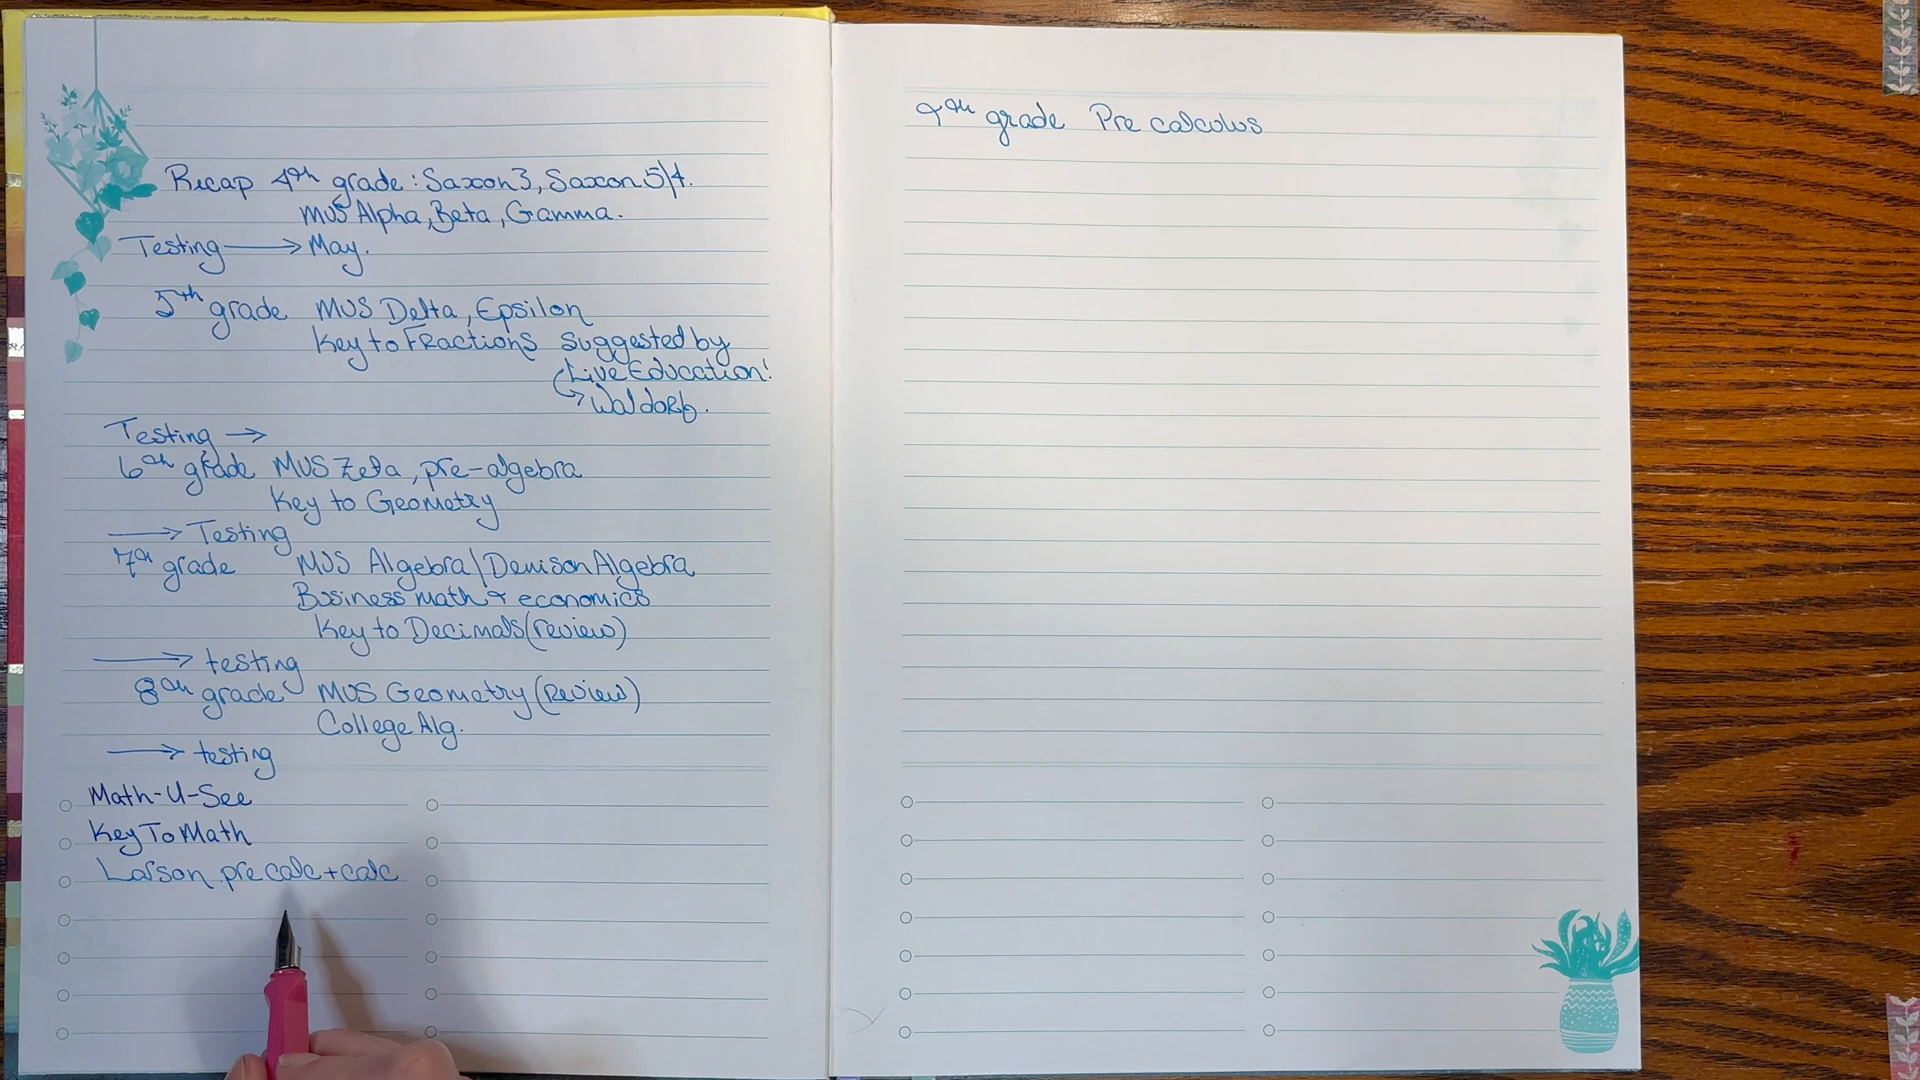 Recap 4th grade: Saxon 3, Saxon 5/4.
MUS Alpha, Beta, Gamma.
Testing → May.
5th grade MUS Delta, Epsilon
Key to Fractions suggested by
Live Education!
↳ Waldorf.
Testing →
6th grade MUS Zeta, pre-algebra
Key to Geometry
→ Testing
7th grade MUS Algebra/Denison Algebra
Business math + economics
Key to Decimals (review)
→ testing
8th grade MUS Geometry (review)
College Alg.
→ testing
Math-U-See
Key To Math
Larson pre calc + calc
9th grade Pre calculus